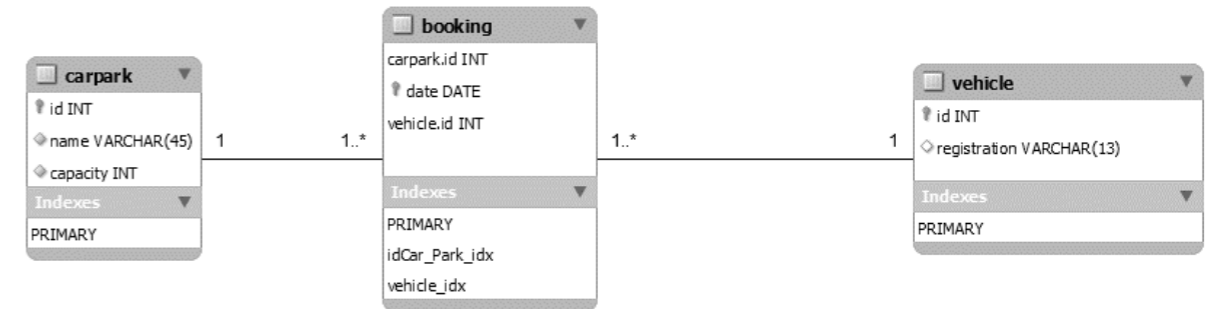 carpark
id INT
name VARCHAR(45)
capacity INT
Indexes
PRIMARY
1
1..*
booking
carpark.id INT
date DATE
vehicle.id INT
Indexes
PRIMARY
idCar_Park_idx
vehicle_idx
1..*
1
vehicle
id INT
registration VARCHAR(13)
Indexes
PRIMARY